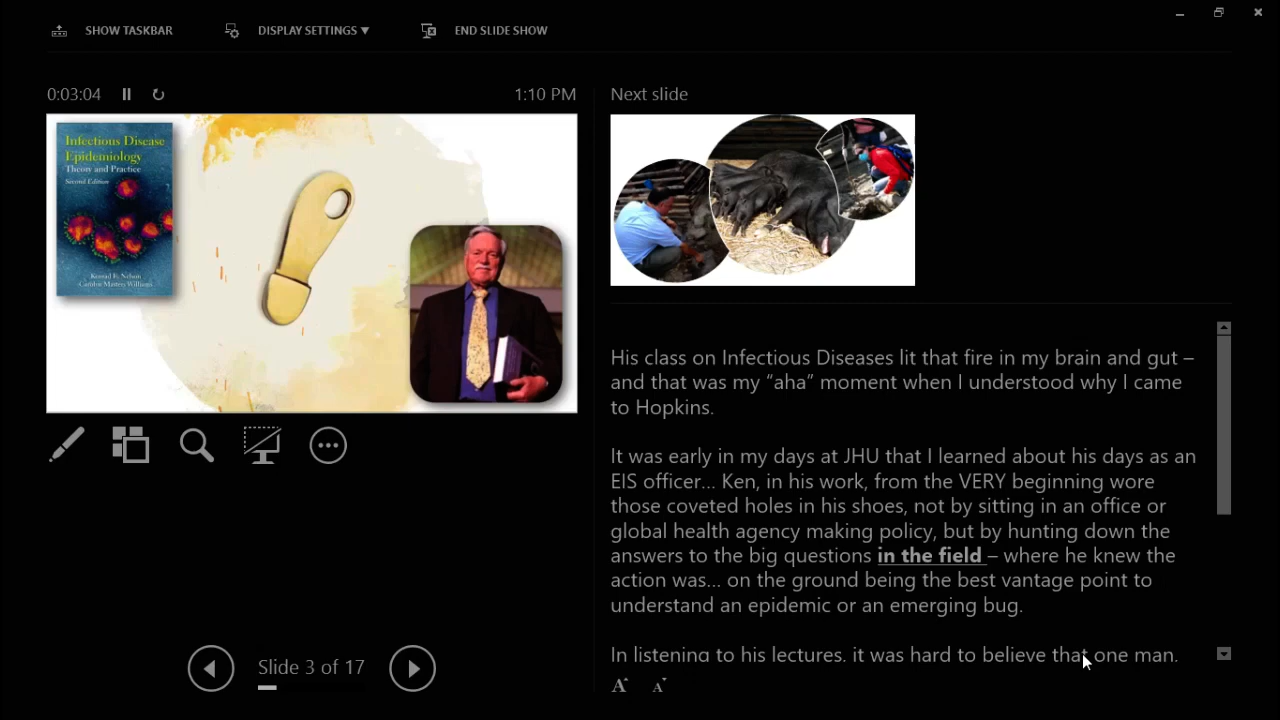 SHOW TASKBAR
DISPLAY SETTINGS ▼
END SLIDE SHOW
0:03:04
1:10 PM
Next slide
Infectious Disease
Epidemiology
Theory and Practice
Second Edition
Kenrad E. Nelson
Carolyn Masters Williams
His class on Infectious Diseases lit that fire in my brain and gut –
and that was my “aha” moment when I understood why I came
to Hopkins.
It was early in my days at JHU that I learned about his days as an
EIS officer… Ken, in his work, from the VERY beginning wore
those coveted holes in his shoes, not by sitting in an office or
global health agency making policy, but by hunting down the
answers to the big questions in the field – where he knew the
action was… on the ground being the best vantage point to
understand an epidemic or an emerging bug.
In listening to his lectures, it was hard to believe that one man,
Slide 3 of 17
A A